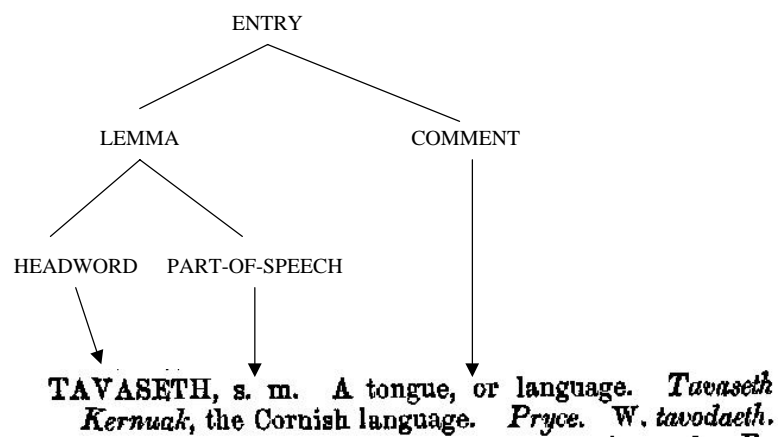 ENTRY
LEMMA COMMENT
HEADWORD PART-OF-SPEECH
TAVASETH, s. m. A tongue, or language. Tavaseth
Kernuak, the Cornish language. Pryce. W. tavodaeth.